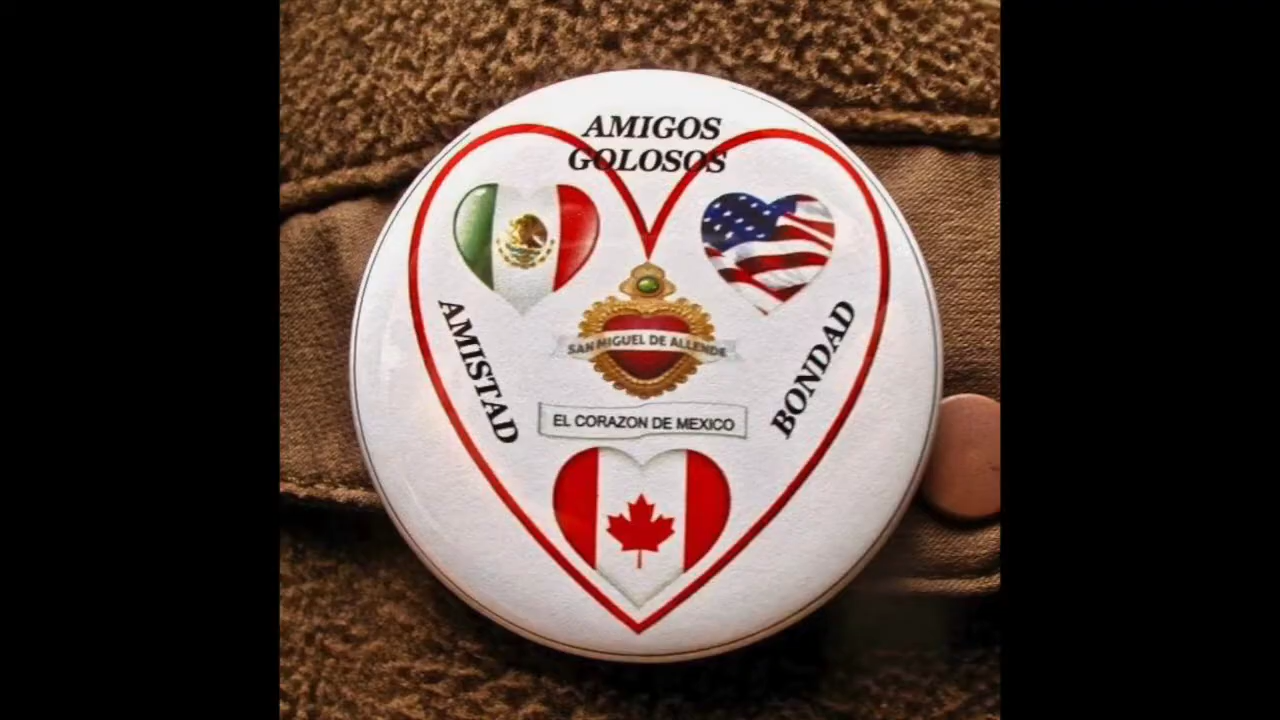 AMIGOS
GOLOSOS
AMISTAD
BONDAD
SAN MIGUEL DE ALLENDE
EL CORAZON DE MEXICO